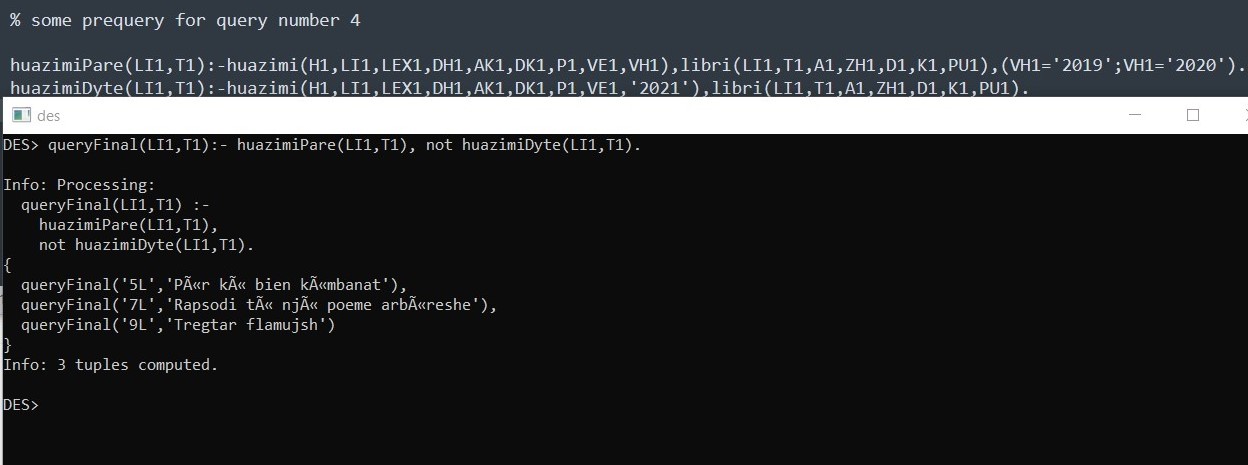 % some prequery for query number 4
huazimiPare(LI1,T1):-huazimi(H1,LI1,LEX1,DH1,AK1,DK1,P1,VE1,VH1),libri(LI1,T1,A1,ZH1,D1,K1,PU1),(VH1='2019';VH1='2020').
huazimiDyte(LI1,T1):-huazimi(H1,LI1,LEX1,DH1,AK1,DK1,P1,VE1,'2021'),libri(LI1,T1,A1,ZH1,D1,K1,PU1).
des
DES> queryFinal(LI1,T1):- huazimiPare(LI1,T1), not huazimiDyte(LI1,T1).
Info: Processing:
  queryFinal(LI1,T1) :-
    huazimiPare(LI1,T1),
    not huazimiDyte(LI1,T1).
{
  queryFinal('5L','PÃ«r kÃ« bien kÃ«mbanat'),
  queryFinal('7L','Rapsodi tÃ« njÃ« poeme arbÃ«reshe'),
  queryFinal('9L','Tregtar flamujsh')
}
Info: 3 tuples computed.
DES>